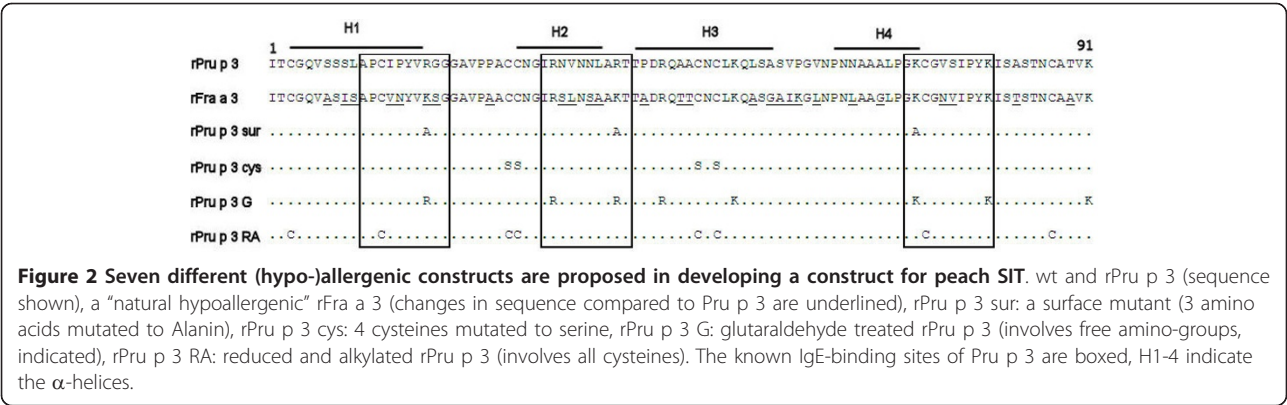 H1 H2 H3 H4
1 91
rPru p 3 ITCGQVSSSLAPCIPYVRGGGAVPPACCNGIRNVNNLARTTPDRQAACNCLKQLSASVPGVNPNNAAALPGKCGVSIPYKISASTNCATVK
rFra a 3 ITCGQVASISAPCVNYVKSGGAVPAACCNGIRSLNSAAKTTADRQTTCNCLKQASGAIKGLNPNLAAGLPGKCGNVIPYKISTSTNCAAVK
rPru p 3 sur .................A....................A................................A...................
rPru p 3 cys ..........................SS...................S.S.........................................
rPru p 3 G .................R.............R......R....R.......K...................K.......K..........K
rPru p 3 RA ..C.........C.............CC...................C.C......................C.............C....
Figure 2 Seven different (hypo-)allergenic constructs are proposed in developing a construct for peach SIT. wt and rPru p 3 (sequence
shown), a “natural hypoallergenic” rFra a 3 (changes in sequence compared to Pru p 3 are underlined), rPru p 3 sur: a surface mutant (3 amino
acids mutated to Alanin), rPru p 3 cys: 4 cysteines mutated to serine, rPru p 3 G: glutaraldehyde treated rPru p 3 (involves free amino-groups,
indicated), rPru p 3 RA: reduced and alkylated rPru p 3 (involves all cysteines). The known IgE-binding sites of Pru p 3 are boxed, H1-4 indicate
the α-helices.